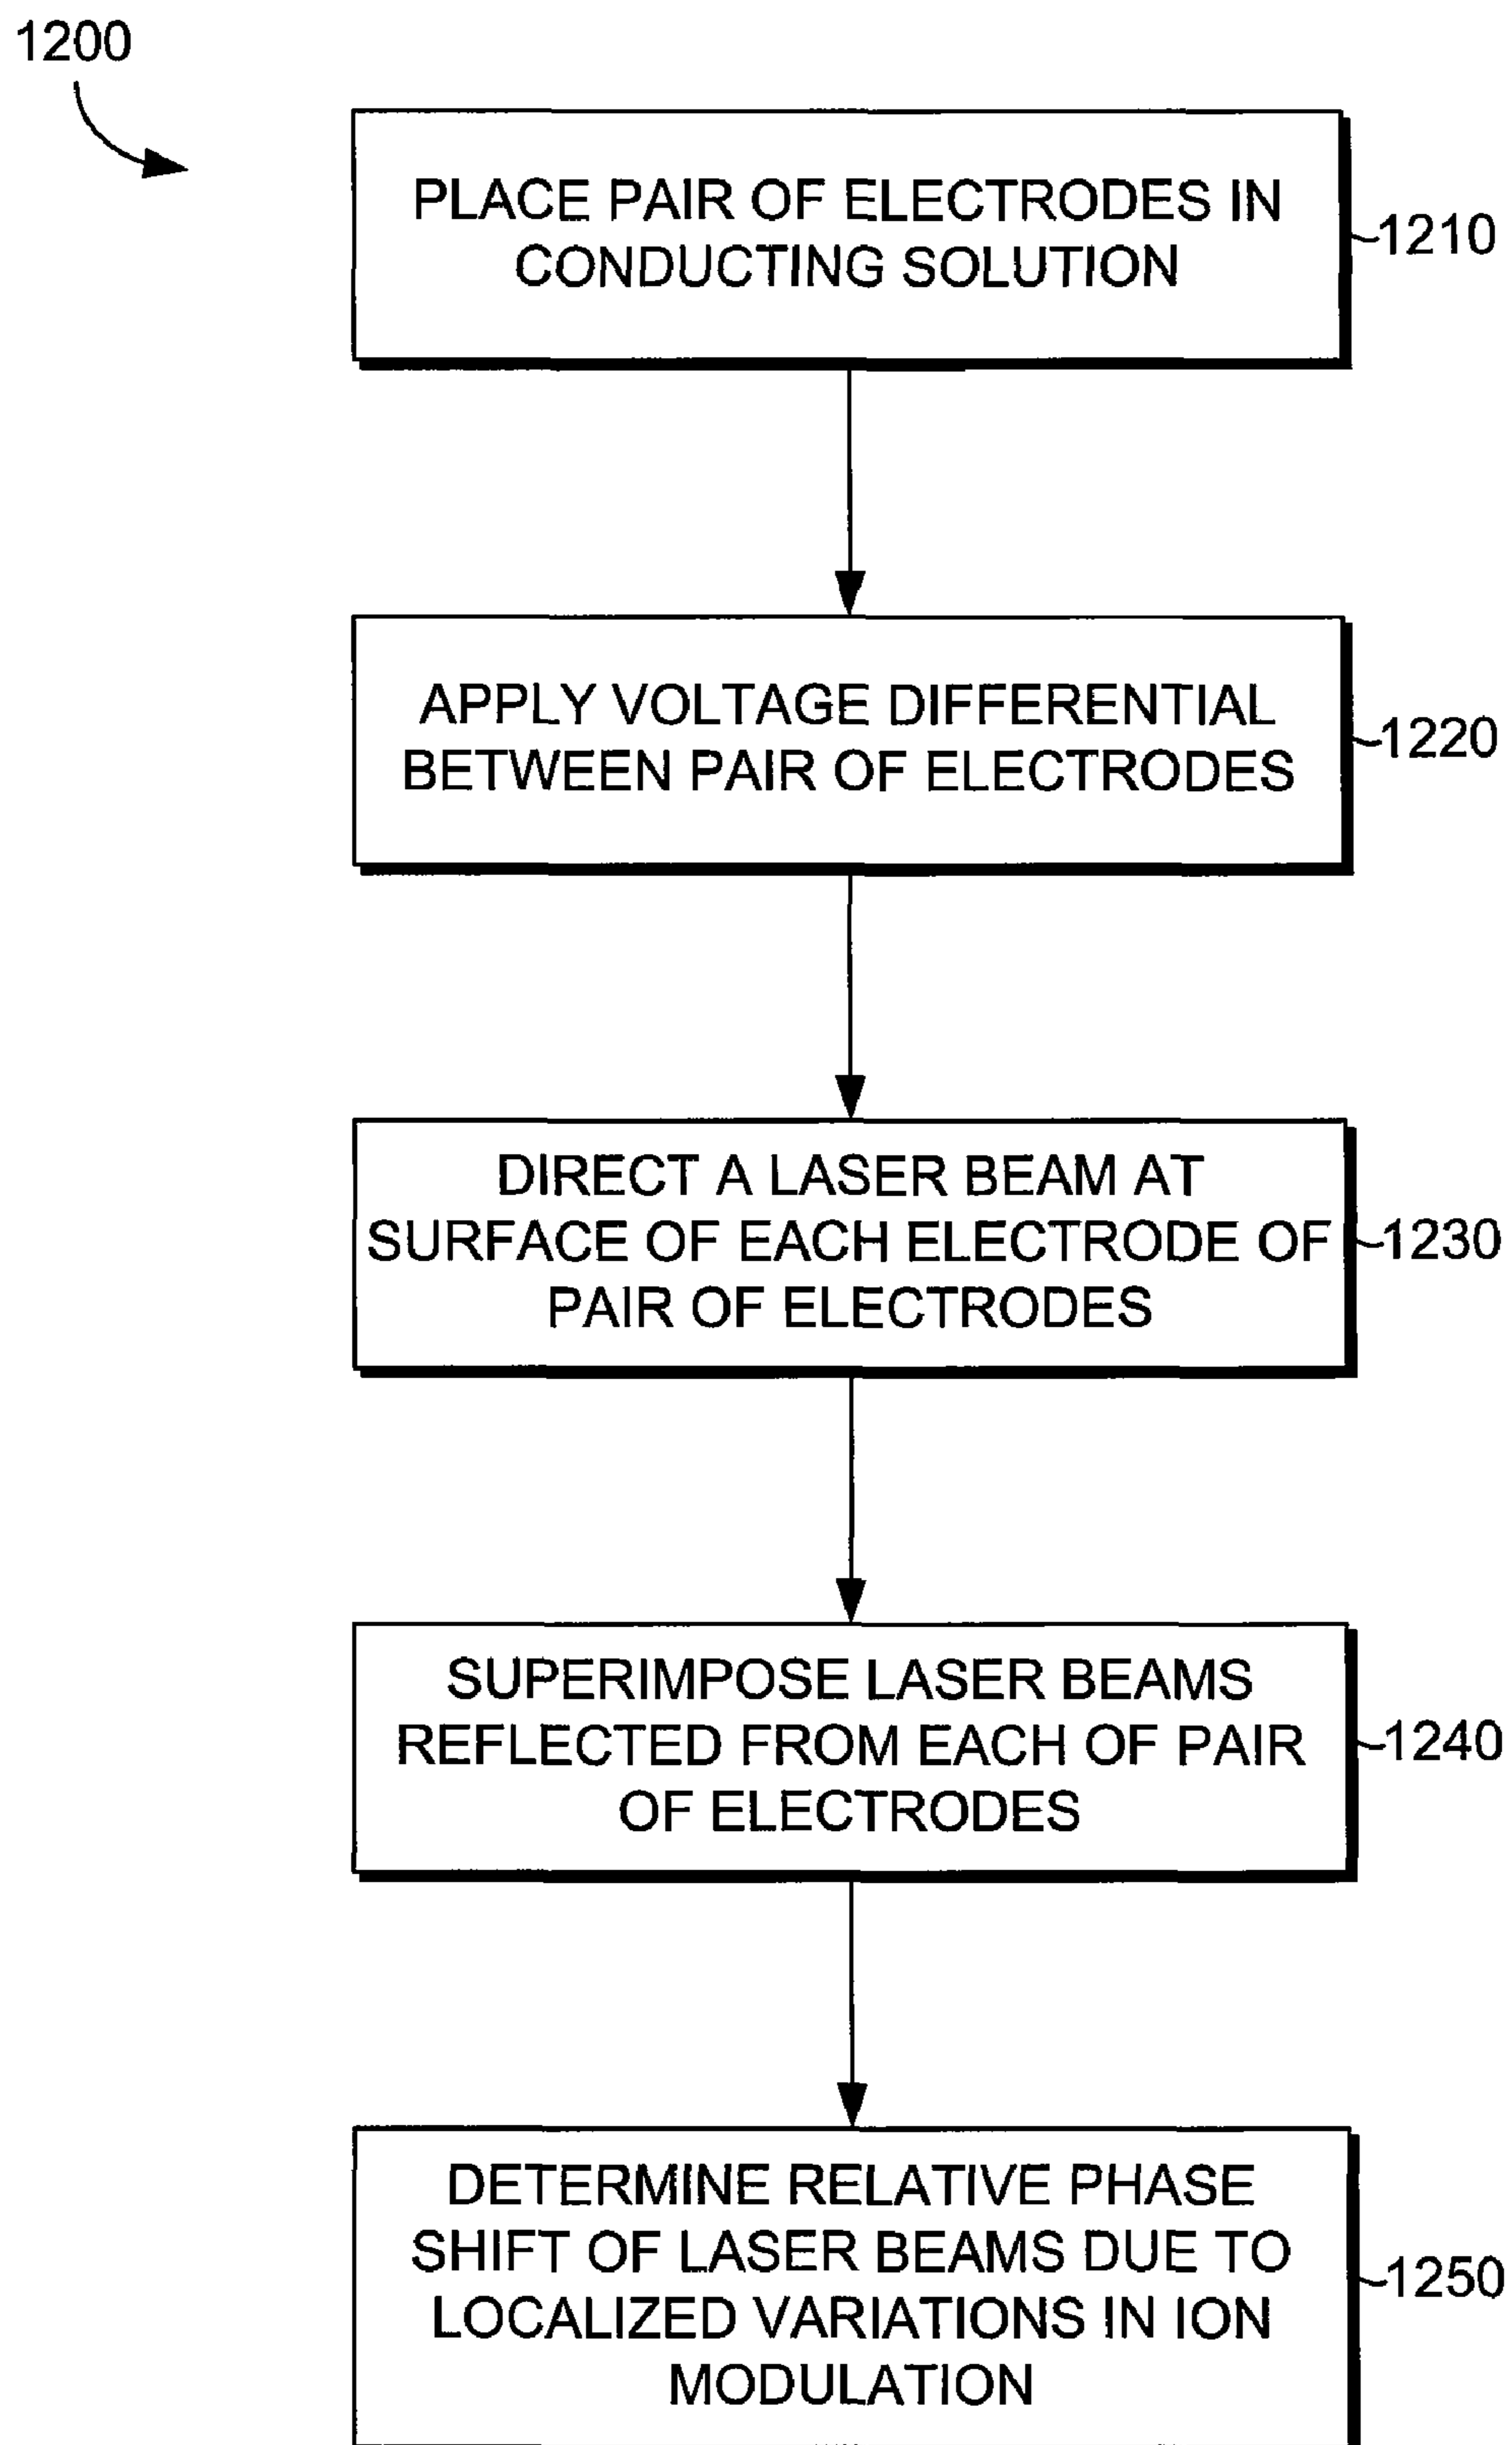 1200
PLACE PAIR OF ELECTRODES IN
CONDUCTING SOLUTION
1210
APPLY VOLTAGE DIFFERENTIAL
BETWEEN PAIR OF ELECTRODES
1220
DIRECT A LASER BEAM AT
SURFACE OF EACH ELECTRODE OF
PAIR OF ELECTRODES
1230
SUPERIMPOSE LASER BEAMS
REFLECTED FROM EACH OF PAIR
OF ELECTRODES
1240
DETERMINE RELATIVE PHASE
SHIFT OF LASER BEAMS DUE TO
LOCALIZED VARIATIONS IN ION
MODULATION
1250